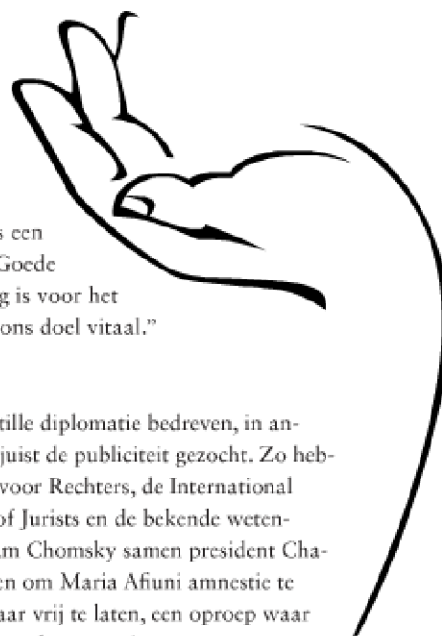 s een
Goede
g is voor het
ons doel vitaal.”
tille diplomatie bedreven, in an-
juist de publiciteit gezocht. Zo heb-
voor Rechters, de International
of Jurists en de bekende weten-
am Chomsky samen president Cha-
en om Maria Afiuni amnestie te
aar vrij te laten, een oproep waar